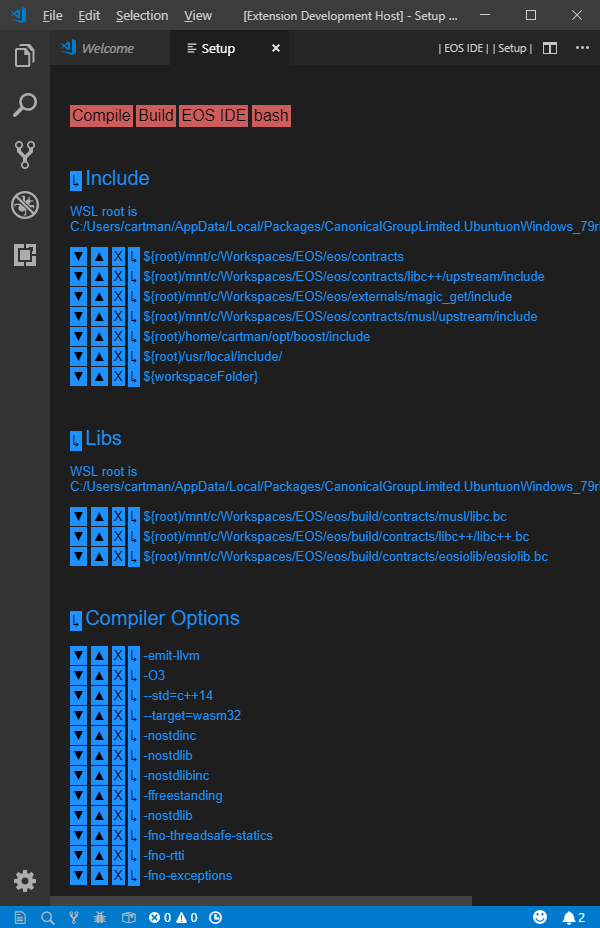 File Edit Selection View [Extension Development Host] - Setup ...
Welcome Setup | EOS IDE | | Setup |
Compile Build EOS IDE bash
Include
WSL root is
C:/Users/cartman/AppData/Local/Packages/CanonicalGroupLimited.UbuntuonWindows_79r
▼ ▲ X ↳ ${root}/mnt/c/Workspaces/EOS/eos/contracts
▼ ▲ X ↳ ${root}/mnt/c/Workspaces/EOS/eos/contracts/libc++/upstream/include
▼ ▲ X ↳ ${root}/mnt/c/Workspaces/EOS/eos/externals/magic_get/include
▼ ▲ X ↳ ${root}/mnt/c/Workspaces/EOS/eos/contracts/musl/upstream/include
▼ ▲ X ↳ ${root}/home/cartman/opt/boost/include
▼ ▲ X ↳ ${root}/usr/local/include/
▼ ▲ X ↳ ${workspaceFolder}
↳ Libs
WSL root is
C:/Users/cartman/AppData/Local/Packages/CanonicalGroupLimited.UbuntuonWindows_79r
▼ ▲ X ↳ ${root}/mnt/c/Workspaces/EOS/eos/build/contracts/musl/libc.bc
▼ ▲ X ↳ ${root}/mnt/c/Workspaces/EOS/eos/build/contracts/libc++/libc++.bc
▼ ▲ X ↳ ${root}/mnt/c/Workspaces/EOS/eos/build/contracts/eosiolib/eosiolib.bc
↳ Compiler Options
▼ ▲ X ↳ -emit-llvm
▼ ▲ X ↳ -O3
▼ ▲ X ↳ --std=c++14
▼ ▲ X ↳ --target=wasm32
▼ ▲ X ↳ -nostdinc
▼ ▲ X ↳ -nostdlib
▼ ▲ X ↳ -nostdlibinc
▼ ▲ X ↳ -ffreestanding
▼ ▲ X ↳ -nostdlib
▼ ▲ X ↳ -fno-threadsafe-statics
▼ ▲ X ↳ -fno-rtti
▼ ▲ X ↳ -fno-exceptions
0 0 2